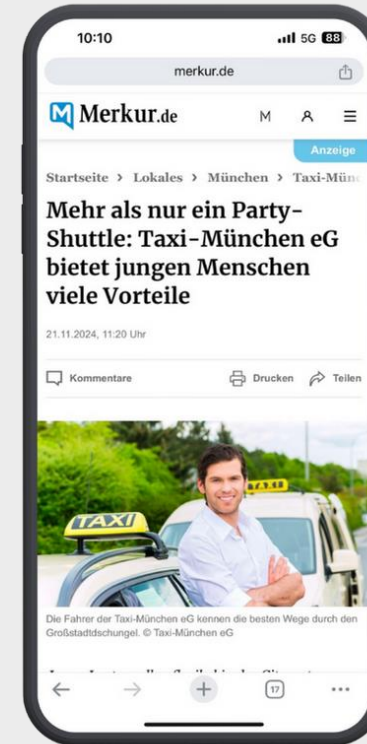 10:10
5G 88
merkur.de
Merkur.de
Anzeige
Startseite > Lokales > München > Taxi-Münc
Mehr als nur ein Party-
Shuttle: Taxi-München eG
bietet jungen Menschen
viele Vorteile
21.11.2024, 11:20 Uhr
Kommentare Drucken Teilen
TAXI
TAXI
Die Fahrer der Taxi-München eG kennen die besten Wege durch den
Großstadtdschungel. © Taxi-München eG
17